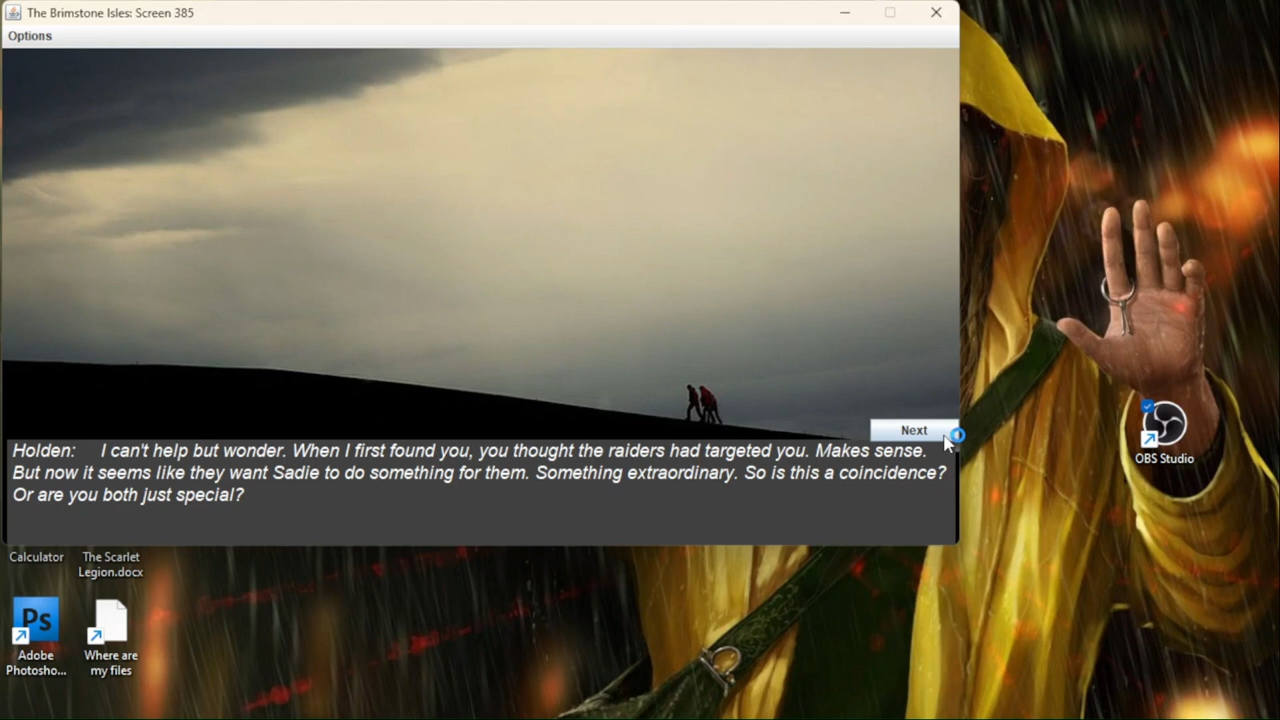 The Brimstone Isles: Screen 385
Options
Next
Holden: I can't help but wonder. When I first found you, you thought the raiders had targeted you. Makes sense.
But now it seems like they want Sadie to do something for them. Something extraordinary. So is this a coincidence?
Or are you both just special?
OBS Studio
Calculator
The Scarlet
Legion.docx
Ps
Adobe
Photosho...
Where are
my files